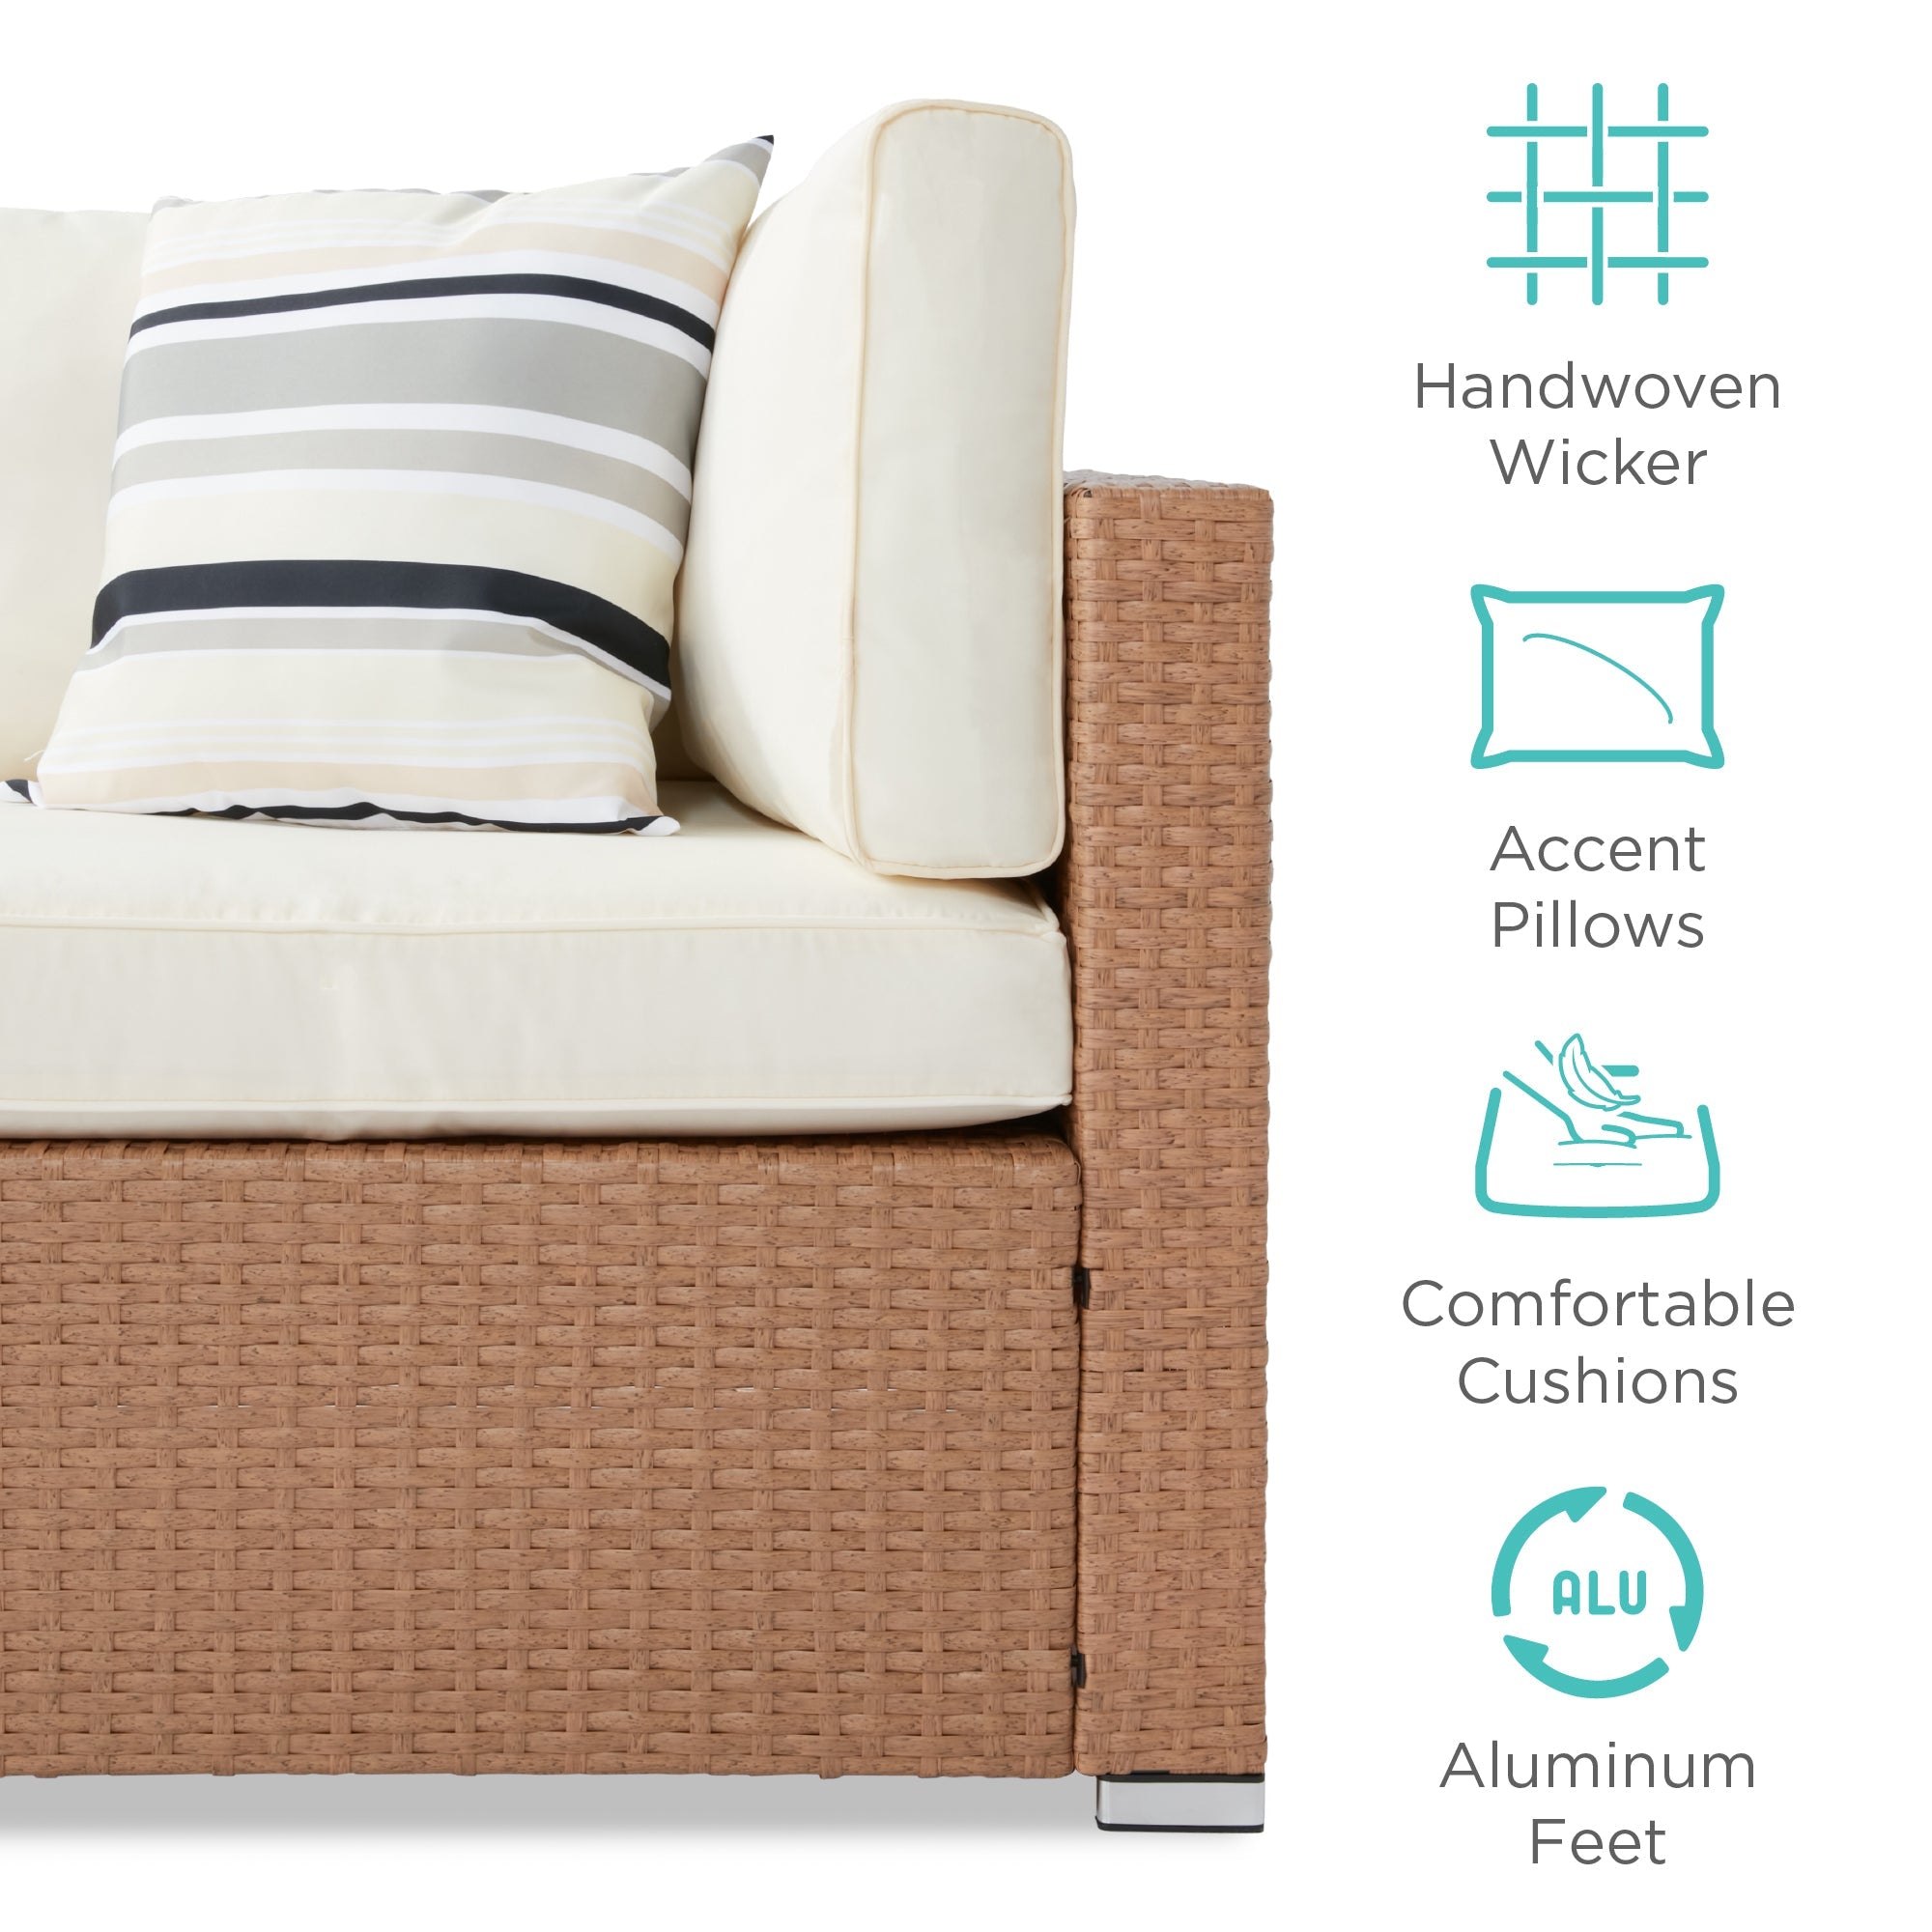 Handwoven
Wicker
Accent
Pillows
Comfortable
Cushions
ALU
Aluminum
Feet